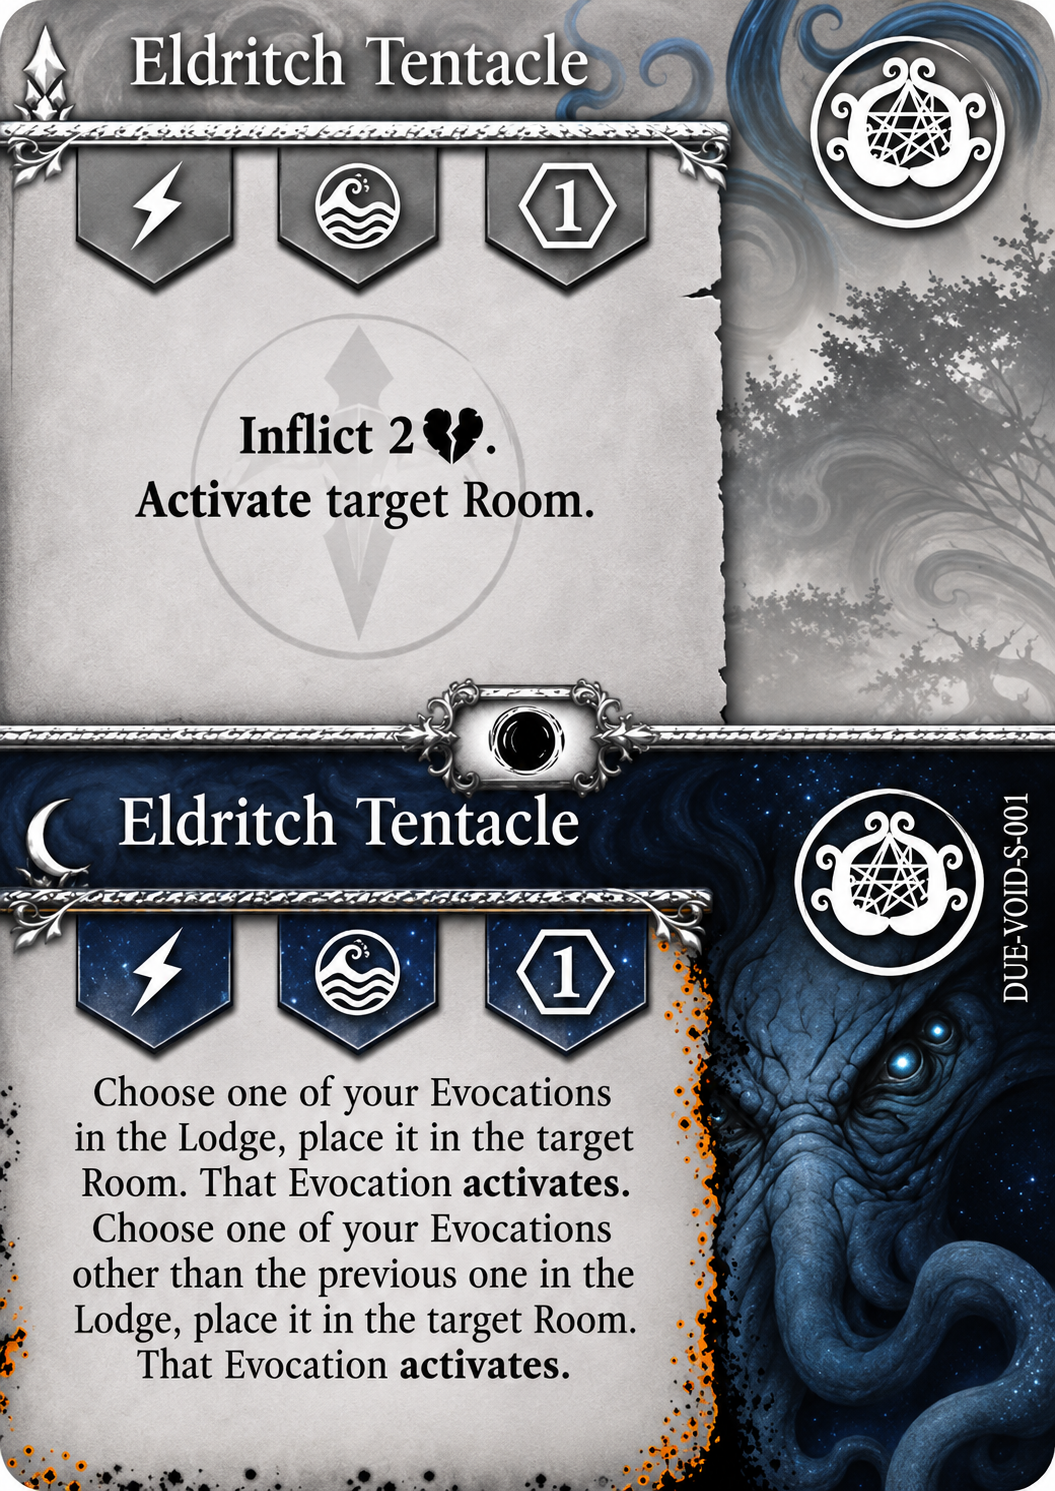 Eldritch Tentacle
1
Inflict 2.
Activate target Room.
Eldritch Tentacle
DUE-VOID-S-001
1
Choose one of your Evocations
in the Lodge, place it in the target
Room. That Evocation activates.
Choose one of your Evocations
other than the previous one in the
Lodge, place it in the target Room.
That Evocation activates.